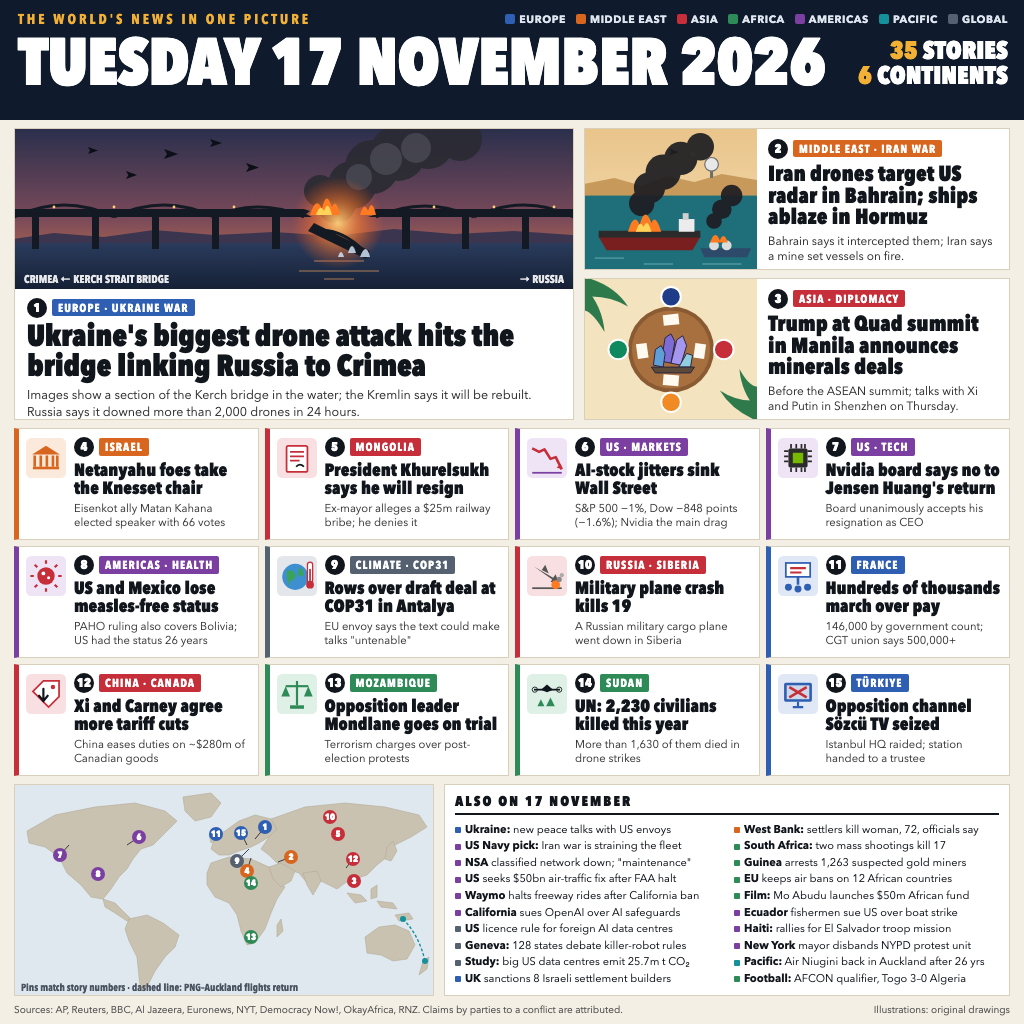 THE WORLD'S NEWS IN ONE PICTURE
EUROPE MIDDLE EAST ASIA AFRICA AMERICAS PACIFIC GLOBAL
TUESDAY 17 NOVEMBER 2026
35 STORIES
6 CONTINENTS
CRIMEA ← KERCH STRAIT BRIDGE
→ RUSSIA
1 EUROPE · UKRAINE WAR
Ukraine's biggest drone attack hits the
bridge linking Russia to Crimea
Images show a section of the Kerch bridge in the water; the Kremlin says it will be rebuilt.
Russia says it downed more than 2,000 drones in 24 hours.
2 MIDDLE EAST · IRAN WAR
Iran drones target US
radar in Bahrain; ships
ablaze in Hormuz
Bahrain says it intercepted them; Iran says
a mine set vessels on fire.
3 ASIA · DIPLOMACY
Trump at Quad summit
in Manila announces
minerals deals
Before the ASEAN summit; talks with Xi
and Putin in Shenzhen on Thursday.
4 ISRAEL
Netanyahu foes take
the Knesset chair
Eisenkot ally Matan Kahana
elected speaker with 66 votes
5 MONGOLIA
President Khurelsukh
says he will resign
Ex-mayor alleges a $25m railway
bribe; he denies it
6 US · MARKETS
AI-stock jitters sink
Wall Street
S&P 500 −1%, Dow −848 points
(−1.6%); Nvidia the main drag
7 US · TECH
Nvidia board says no to
Jensen Huang's return
Board unanimously accepts his
resignation as CEO
8 AMERICAS · HEALTH
US and Mexico lose
measles-free status
PAHO ruling also covers Bolivia;
US had the status 26 years
9 CLIMATE · COP31
Rows over draft deal at
COP31 in Antalya
EU envoy says the text could make
talks "untenable"
10 RUSSIA · SIBERIA
Military plane crash
kills 19
A Russian military cargo plane
went down in Siberia
11 FRANCE
Hundreds of thousands
march over pay
146,000 by government count;
CGT union says 500,000+
12 CHINA · CANADA
Xi and Carney agree
more tariff cuts
China eases duties on ~$280m of
Canadian goods
13 MOZAMBIQUE
Opposition leader
Mondlane goes on trial
Terrorism charges over post-
election protests
14 SUDAN
UN: 2,230 civilians
killed this year
More than 1,630 of them died in
drone strikes
15 TÜRKIYE
Opposition channel
Sözcü TV seized
Istanbul HQ raided; station
handed to a trustee
10
11 15 1
6
5
7
9
2
12
8
4
14
3
13
Pins match story numbers · dashed line: PNG–Auckland flights return
ALSO ON 17 NOVEMBER
Ukraine: new peace talks with US envoys
US Navy pick: Iran war is straining the fleet
NSA classified network down; "maintenance"
US seeks $50bn air-traffic fix after FAA halt
Waymo halts freeway rides after California ban
California sues OpenAI over AI safeguards
US licence rule for foreign AI data centres
Geneva: 128 states debate killer-robot rules
Study: big US data centres emit 25.7m t CO₂
UK sanctions 8 Israeli settlement builders
West Bank: settlers kill woman, 72, officials say
South Africa: two mass shootings kill 17
Guinea arrests 1,263 suspected gold miners
EU keeps air bans on 12 African countries
Film: Mo Abudu launches $50m African fund
Ecuador fishermen sue US over boat strike
Haiti: rallies for El Salvador troop mission
New York mayor disbands NYPD protest unit
Pacific: Air Niugini back in Auckland after 26 yrs
Football: AFCON qualifier, Togo 3–0 Algeria
Sources: AP, Reuters, BBC, Al Jazeera, Euronews, NYT, Democracy Now!, OkayAfrica, RNZ. Claims by parties to a conflict are attributed.
Illustrations: original drawings